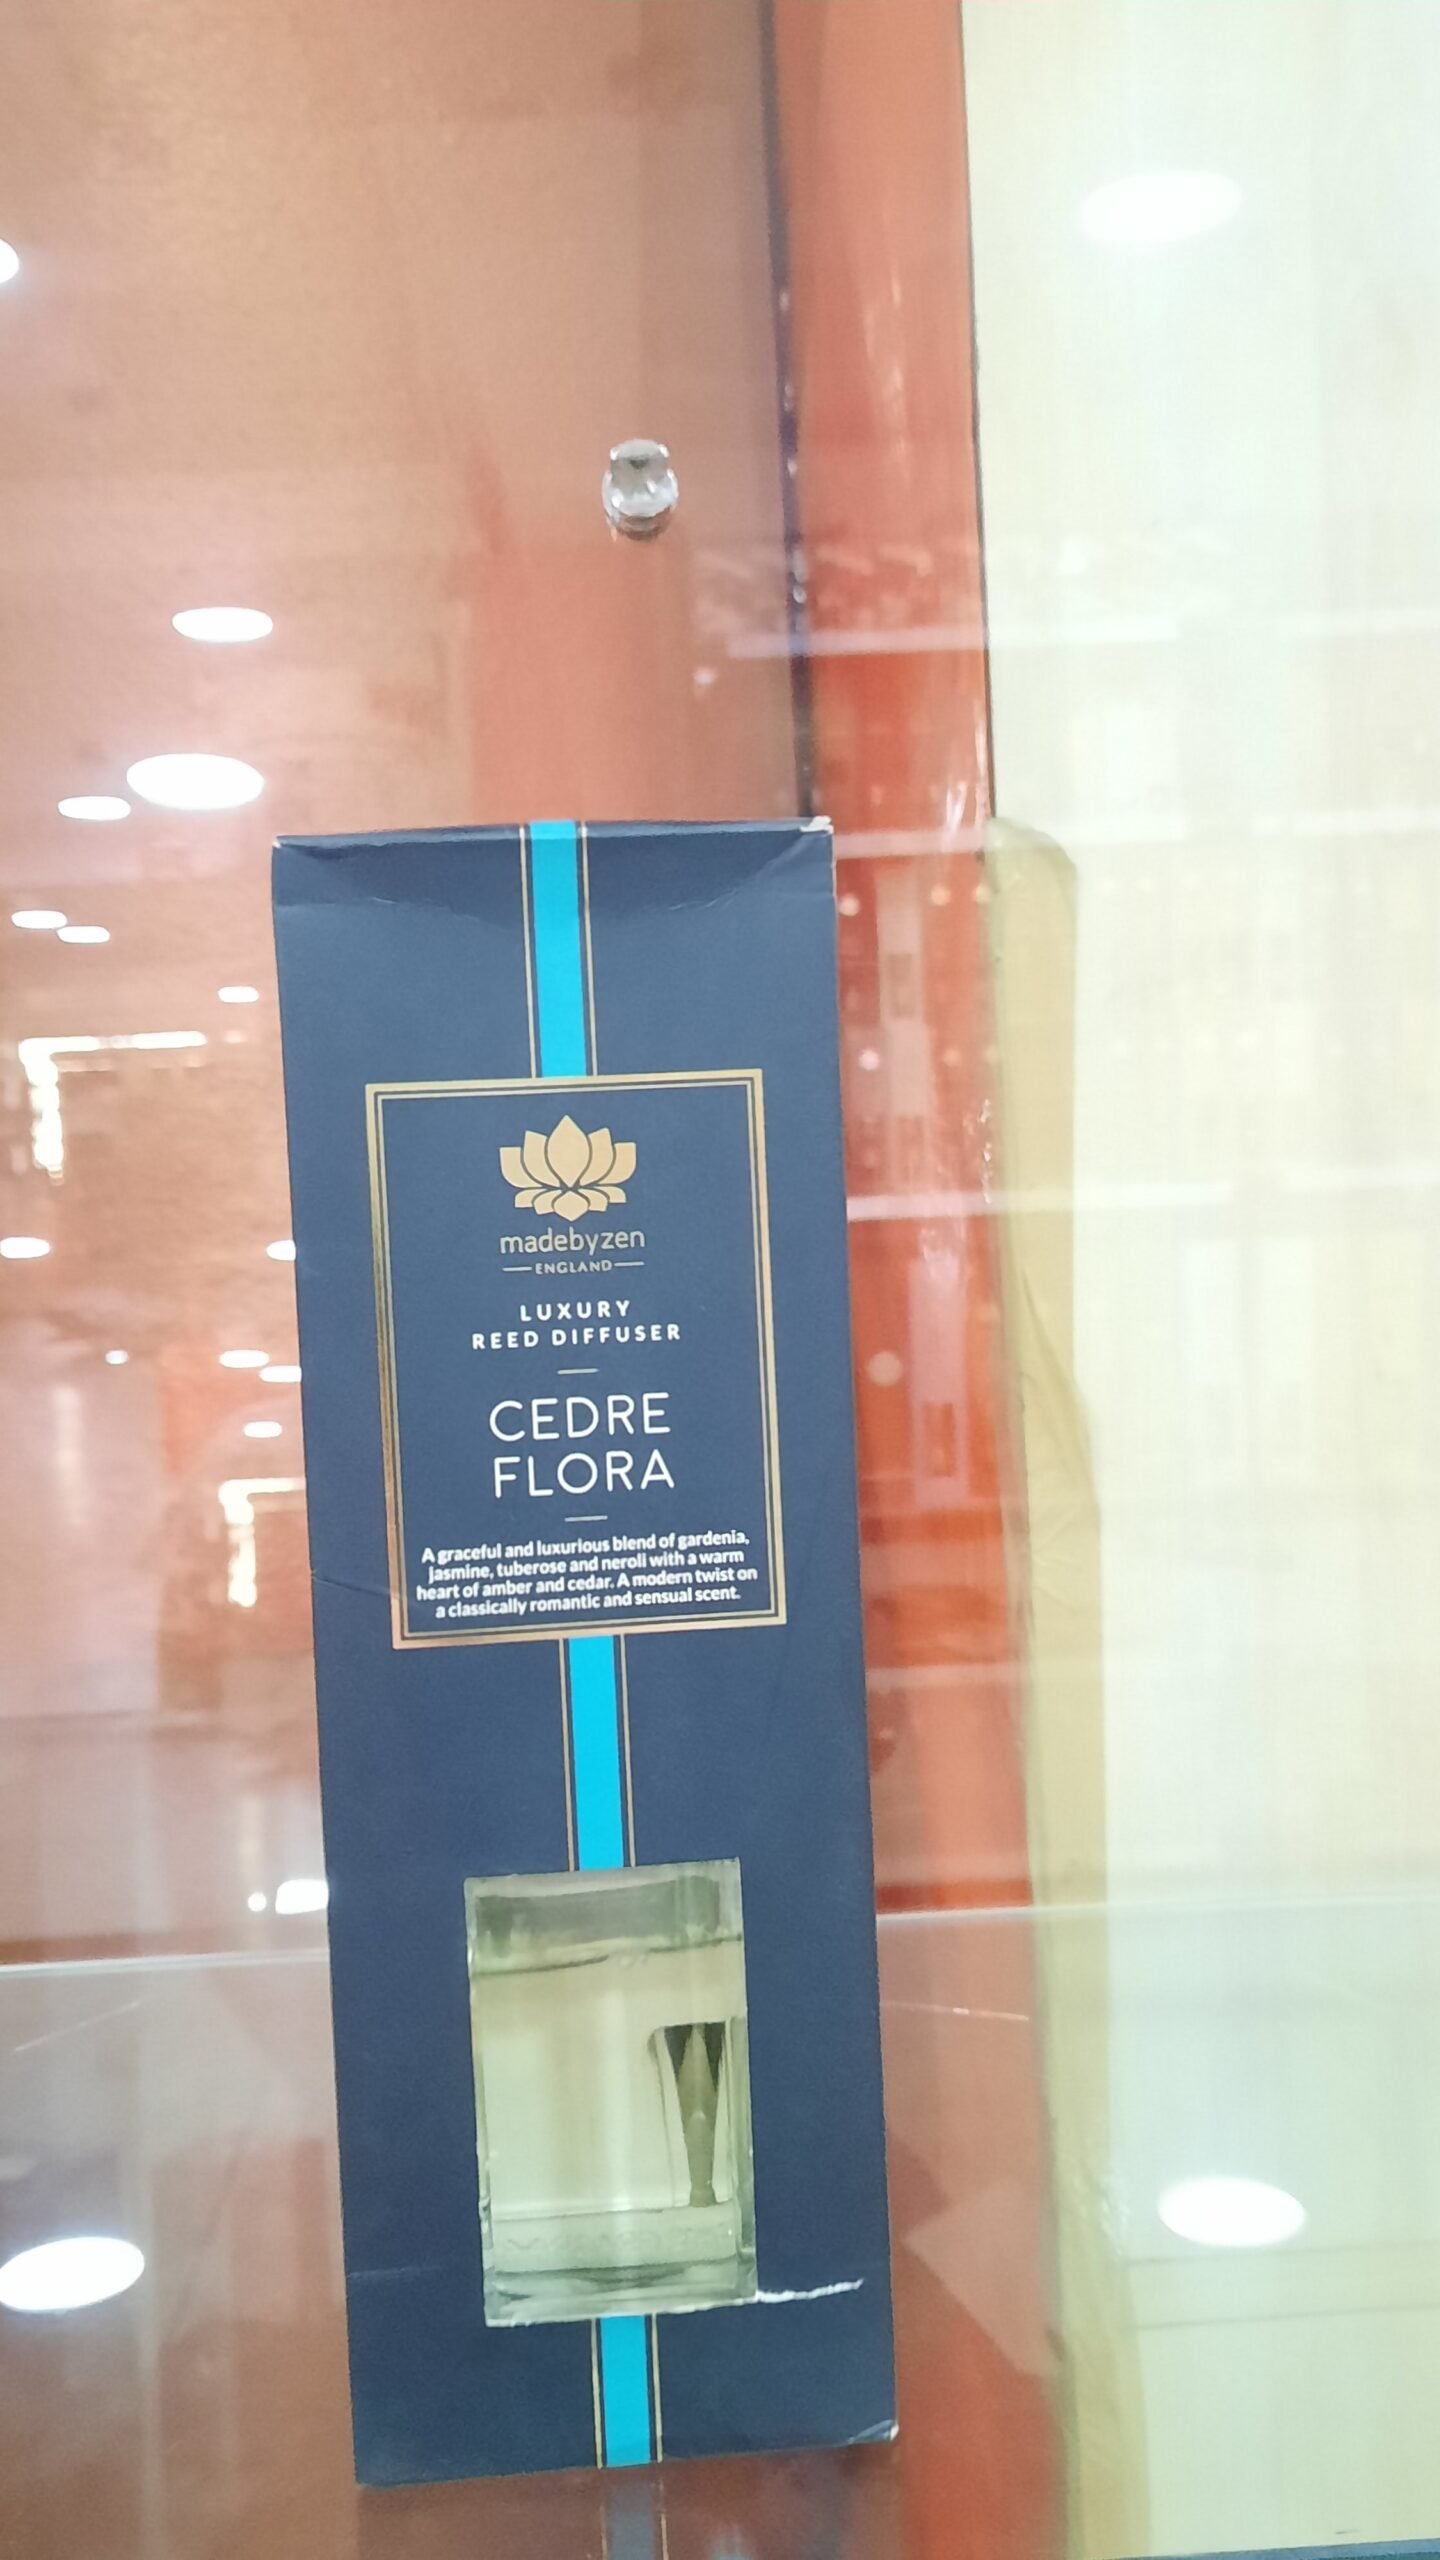 madebyzen
ENGLAND
LUXURY
REED DIFFUSER
CEDRE
FLORA
A graceful and luxurious blend of gardenia,
jasmine, tuberose and neroli with a warm
heart of amber and cedar. A modern twist on
a classically romantic and sensual scent.